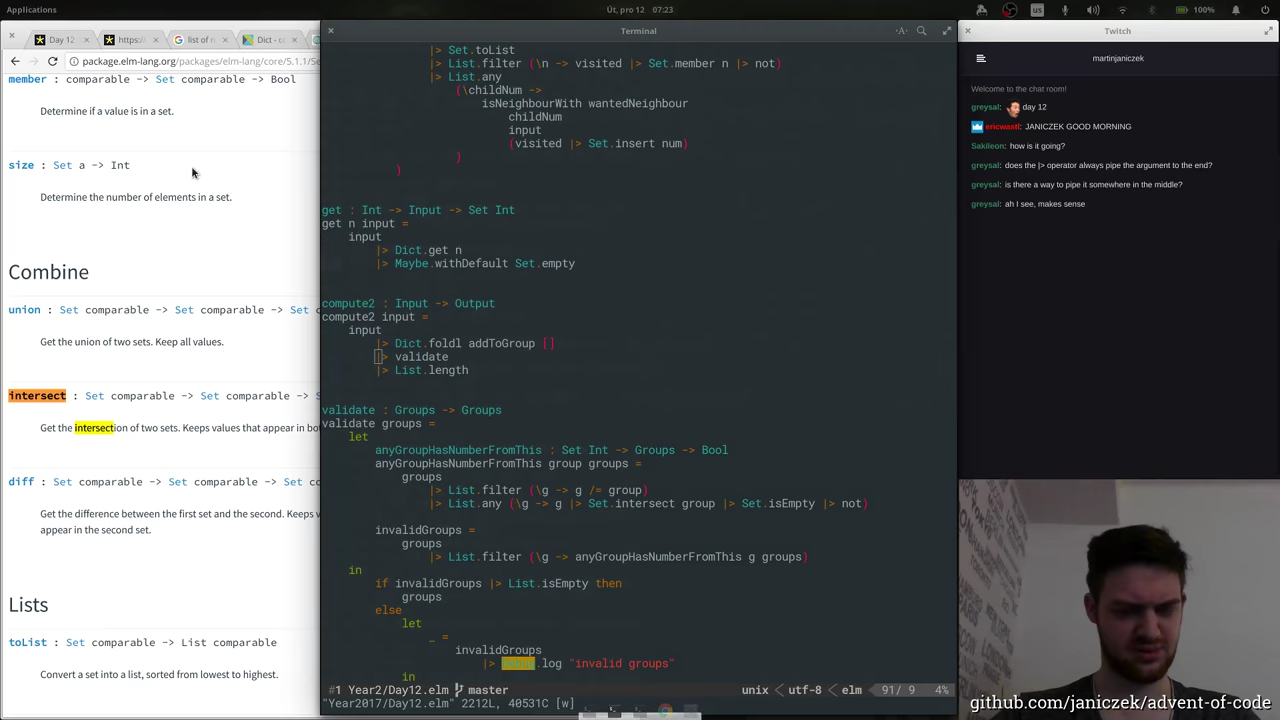 Applications
Út, pro 12 07:23
us
100%
Day 12
https:/
list of n
Dict - c
package.elm-lang.org/packages/elm-lang/core/5.1.1/Se
member : comparable -> Set comparable -> Bool
Determine if a value is in a set.
size : Set a -> Int
Determine the number of elements in a set.
Combine
union : Set comparable -> Set comparable -> Set c
Get the union of two sets. Keep all values.
intersect : Set comparable -> Set comparable -> S
Get the intersection of two sets. Keeps values that appear in bo
diff : Set comparable -> Set comparable -> Set co
Get the difference between the first set and the second. Keeps v
appear in the second set.
Lists
toList : Set comparable -> List comparable
Convert a set into a list, sorted from lowest to highest.
Terminal
|> Set.toList
|> List.filter (\n -> visited |> Set.member n |> not)
|> List.any
(\childNum ->
isNeighbourWith wantedNeighbour
childNum
input
(visited |> Set.insert num)
)
)
get : Int -> Input -> Set Int
get n input =
input
|> Dict.get n
|> Maybe.withDefault Set.empty
compute2 : Input -> Output
compute2 input =
input
|> Dict.foldl addToGroup []
|> validate
|> List.length
validate : Groups -> Groups
validate groups =
let
anyGroupHasNumberFromThis : Set Int -> Groups -> Bool
anyGroupHasNumberFromThis group groups =
groups
|> List.filter (\g -> g /= group)
|> List.any (\g -> g |> Set.intersect group |> Set.isEmpty |> not)
invalidGroups =
groups
|> List.filter (\g -> anyGroupHasNumberFromThis g groups)
in
if invalidGroups |> List.isEmpty then
groups
else
let
_ =
invalidGroups
|> Debug.log "invalid groups"
in
#1 Year2/Day12.elm master unix < utf-8 < elm 91/ 9 4%
"Year2017/Day12.elm" 2212L, 40531C [w]
Twitch
martinjaniczek
Welcome to the chat room!
greysal: day 12
ericwastl: JANICZEK GOOD MORNING
Sakileon: how is it going?
greysal: does the |> operator always pipe the argument to the end?
greysal: is there a way to pipe it somewhere in the middle?
greysal: ah I see, makes sense
github.com/janiczek/advent-of-code